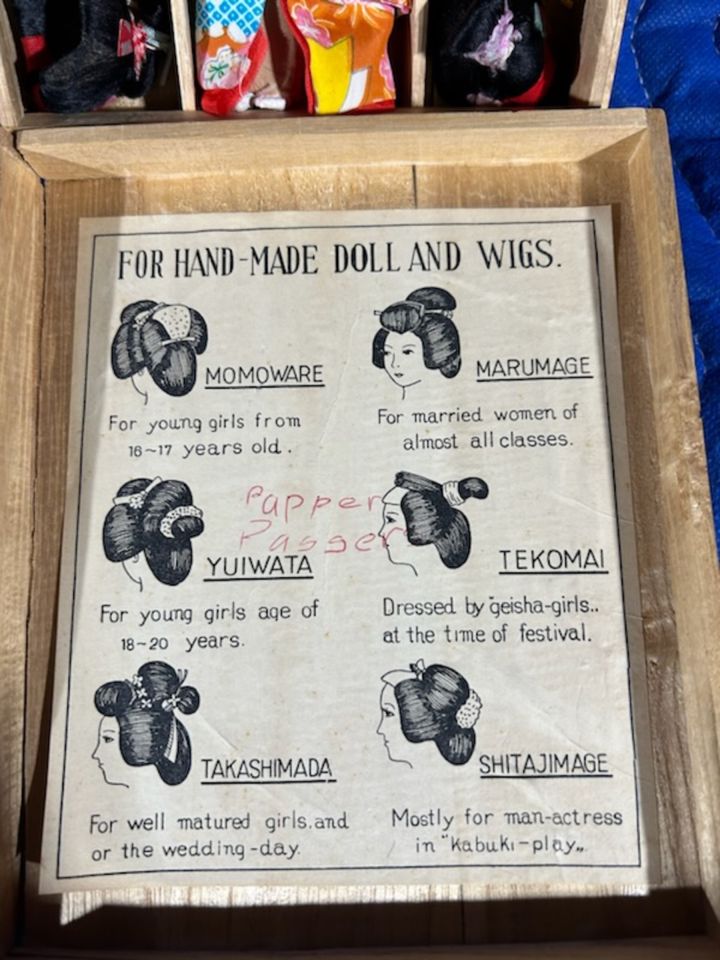 FOR HAND-MADE DOLL AND WIGS.
MOMOWARE
For young girls from
16~17 years old.
MARUMAGE
For married women of
almost all classes.
Papper
Passer
YUIWATA
For young girls age of
18~20 years.
TEKOMAI
Dressed by "geisha-girls„
at the time of festival.
TAKASHIMADA
For well matured girls.and
or the wedding-day.
SHITAJIMAGE
Mostly for man-actress
in "kabuki-play„